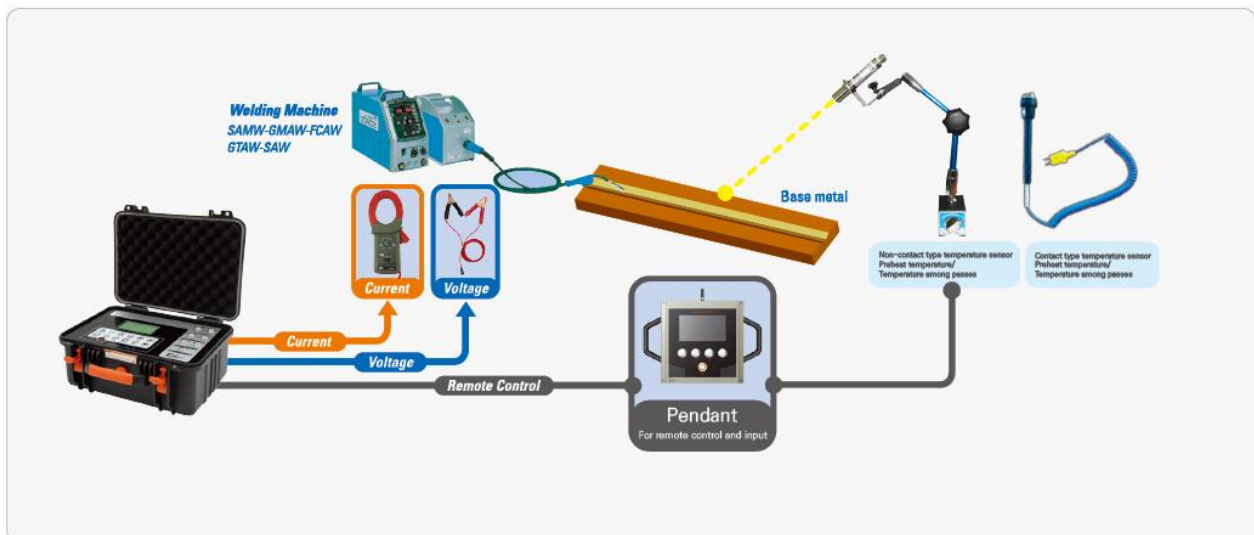 Welding Machine
SAMW-GMAW-FCAW
GTAW-SAW
Base metal
Current
Voltage
Non-contact type temperature sensor
Preheat temperature/
Temperature among passes
Contact type temperature sensor
Preheat temperature/
Temperature among passes
Current
Voltage
Remote Control
Pendant
For remote control and input